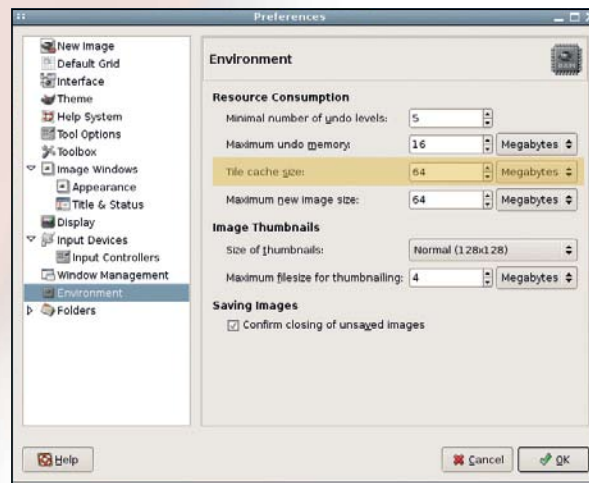 Preferences
New Image
Default Grid
Interface
Theme
Help System
Tool Options
Toolbox
Image Windows
Appearance
Title & Status
Display
Input Devices
Input Controllers
Window Management
Environment
Folders
Environment
Resource Consumption
Minimal number of undo levels: 5
Maximum undo memory: 16 Megabytes
Tile cache size: 64 Megabytes
Maximum new image size: 64 Megabytes
Image Thumbnails
Size of thumbnails: Normal (128x128)
Maximum filesize for thumbnailing: 4 Megabytes
Saving Images
Confirm closing of unsaved images
Help
Cancel
OK